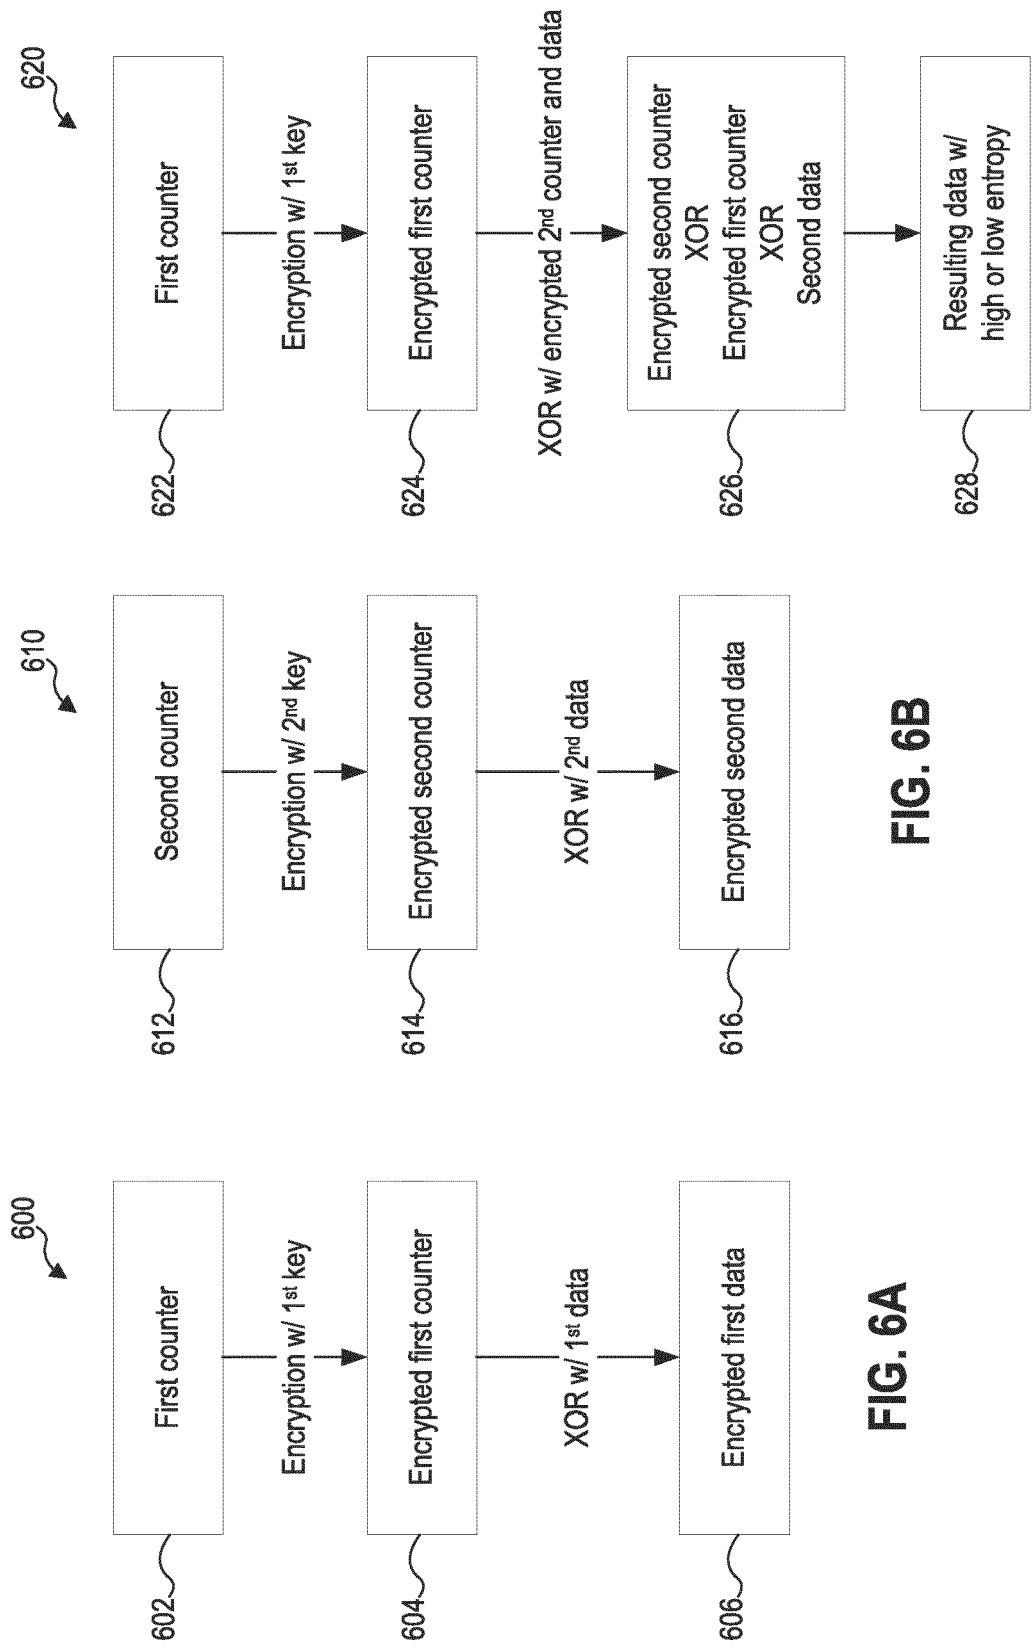 600
602
First counter
Encryption w/ 1st key
604
Encrypted first counter
XOR w/ 1st data
606
Encrypted first data
FIG. 6A
610
612
Second counter
Encryption w/ 2nd key
614
Encrypted second counter
XOR w/ 2nd data
616
Encrypted second data
FIG. 6B
620
622
First counter
Encryption w/ 1st key
624
Encrypted first counter
XOR w/ encrypted 2nd counter and data
626
Encrypted second counter
XOR
Encrypted first counter
XOR
Second data
628
Resulting data w/
high or low entropy